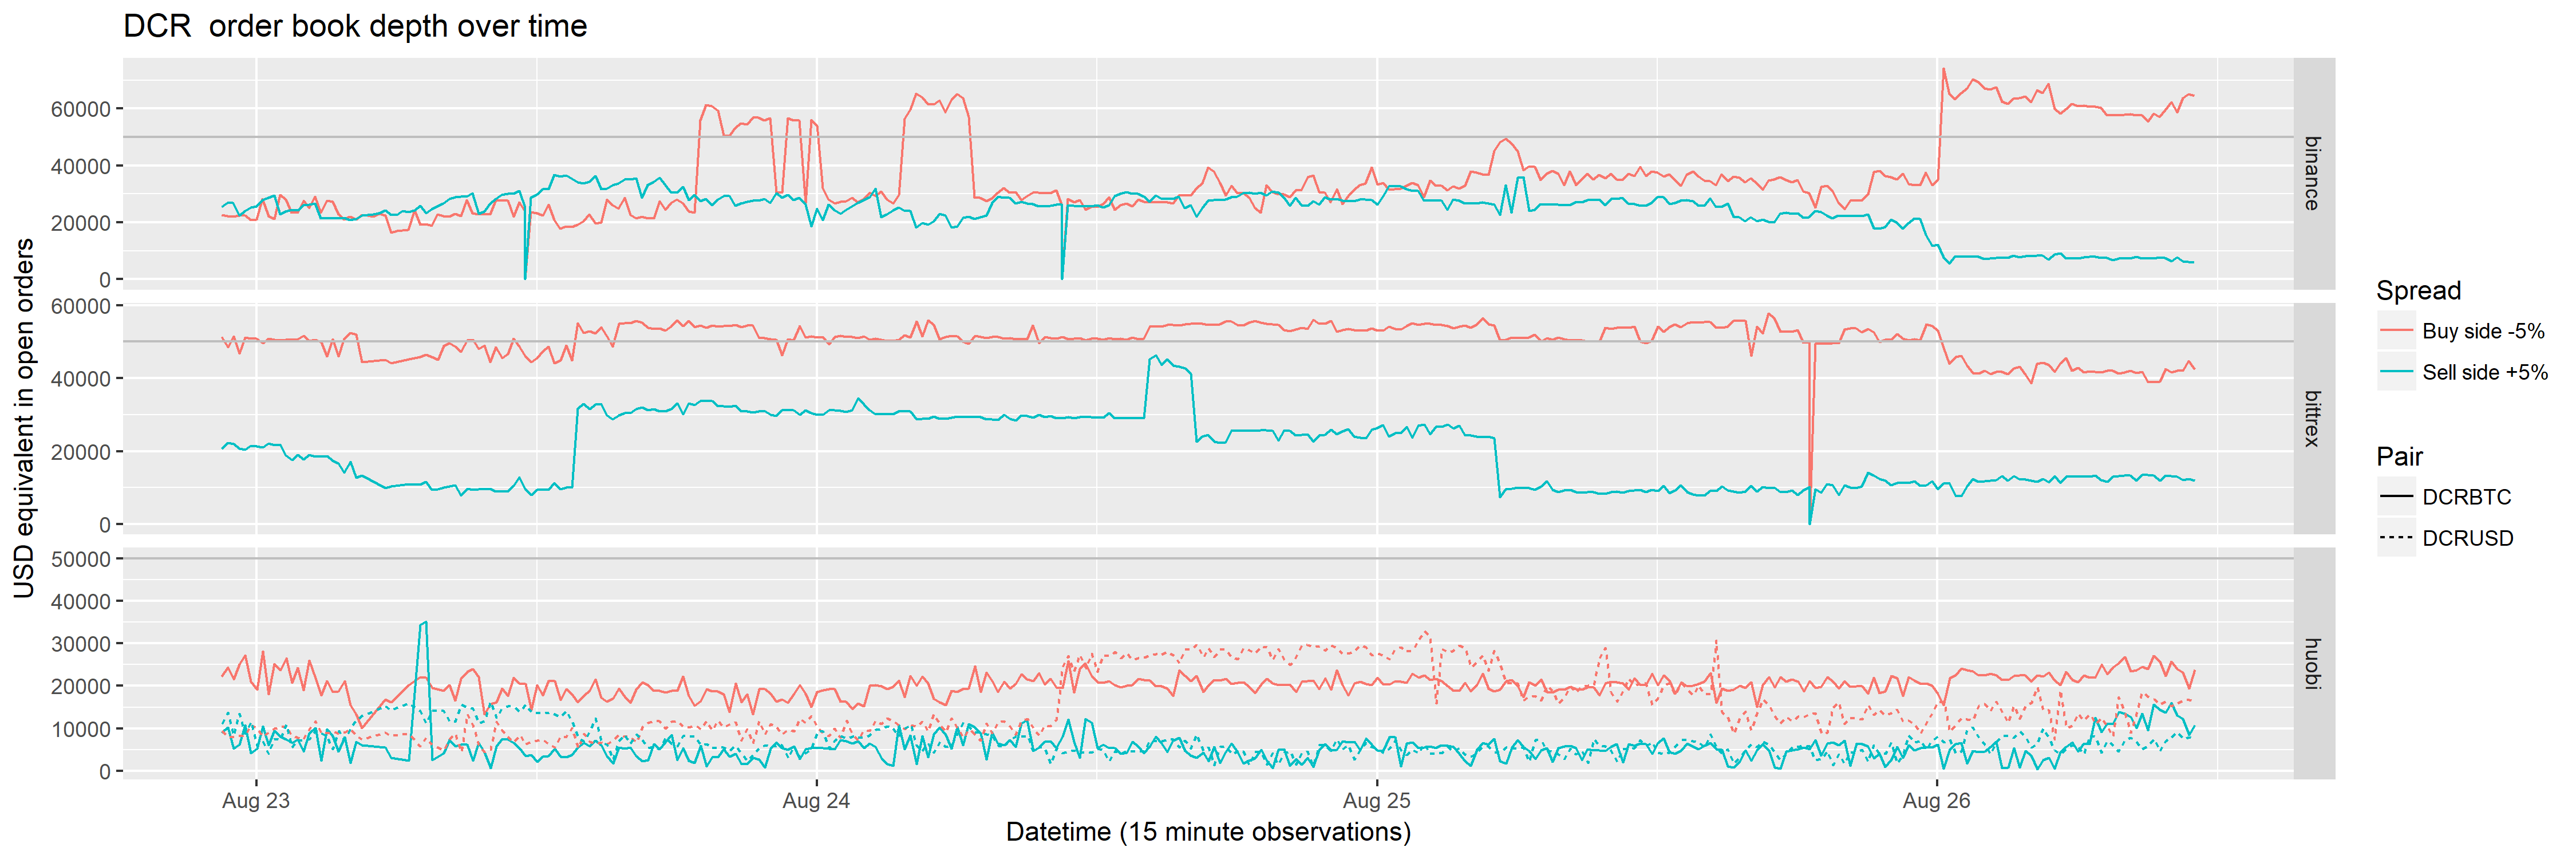 DCR  order book depth over time
USD equivalent in open orders
60000
40000
20000
0
binance
60000
40000
20000
0
bittrex
50000
40000
30000
20000
10000
0
huobi
Aug 23
Aug 24
Aug 25
Aug 26
Datetime (15 minute observations)
Spread
Buy side -5%
Sell side +5%
Pair
DCRBTC
DCRUSD